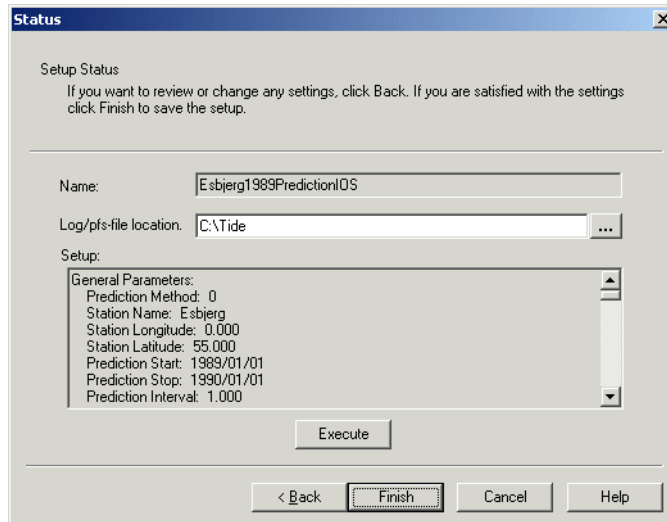 Status
Setup Status
If you want to review or change any settings, click Back. If you are satisfied with the settings
click Finish to save the setup.
Name:
Esbjerg1989PredictionIOS
Log/pfs-file location.
C:\Tide
...
Setup:
General Parameters:
Prediction Method: 0
Station Name: Esbjerg
Station Longitude: 0.000
Station Latitude: 55.000
Prediction Start: 1989/01/01
Prediction Stop: 1990/01/01
Prediction Interval: 1.000
Execute
< Back
Finish
Cancel
Help